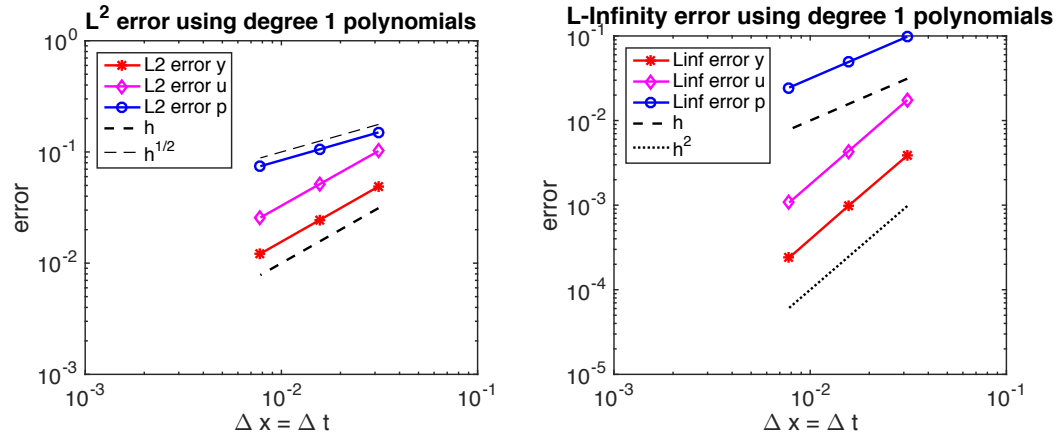 L² error using degree 1 polynomials
10⁰
10⁻¹
10⁻²
10⁻³
error
L2 error y
L2 error u
L2 error p
h
h^{1/2}
10⁻³
10⁻²
10⁻¹
Δ x = Δ t
L-Infinity error using degree 1 polynomials
10⁻¹
10⁻²
10⁻³
10⁻⁴
10⁻⁵
error
Linf error y
Linf error u
Linf error p
h
h²
10⁻³
10⁻²
10⁻¹
Δ x = Δ t